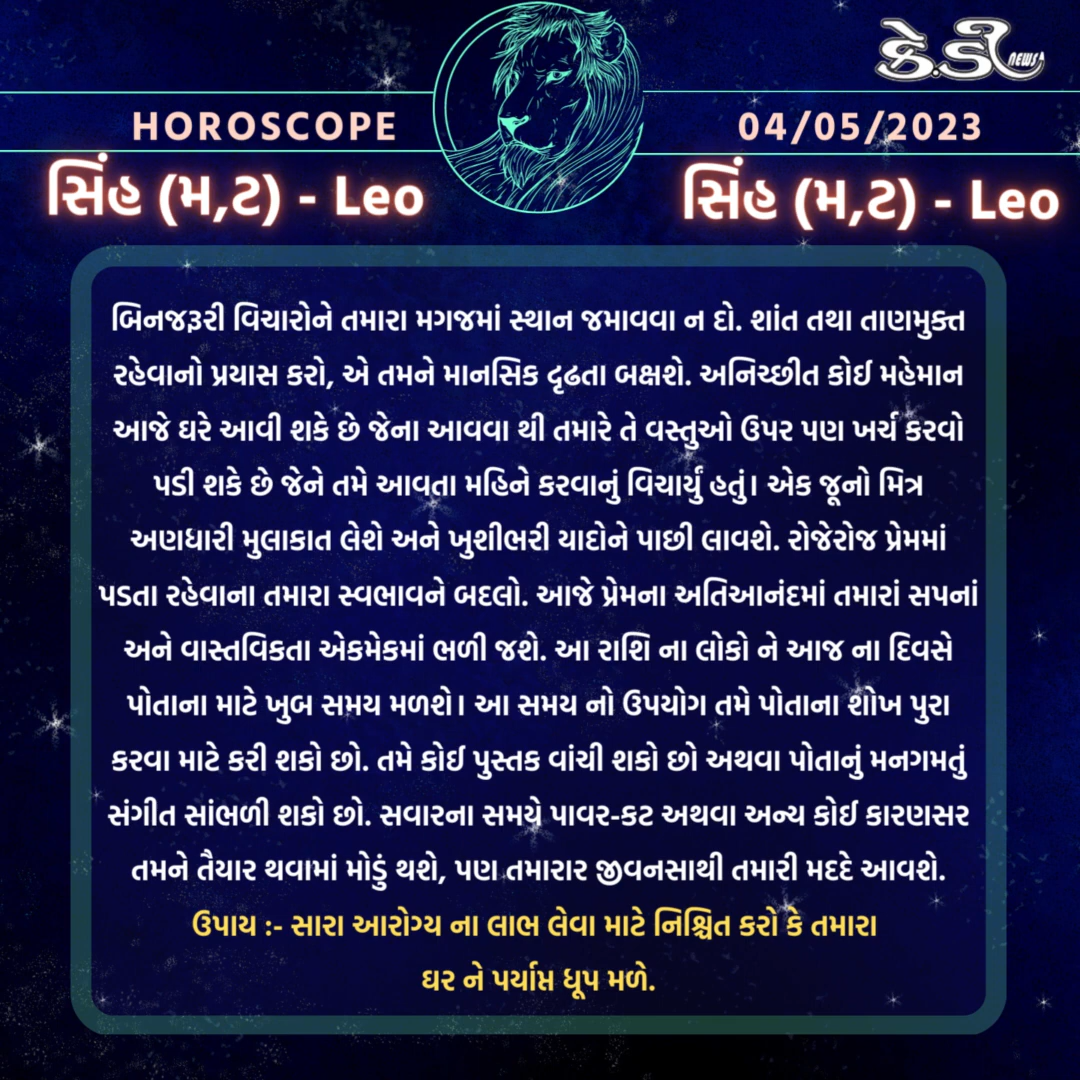 કે.ડી NEWS
HOROSCOPE
04/05/2023
સિંહ (મ,ટ) - Leo
સિંહ (મ,ટ) - Leo
બિનજરૂરી વિચારોને તમારા મગજમાં સ્થાન જમાવવા ન દો. શાંત તથા તાણમુક્ત
રહેવાનો પ્રયાસ કરો, એ તમને માનસિક દૃઢતા બક્ષશે. અનિચ્છીત કોઈ મહેમાન
આજે ઘરે આવી શકે છે જેના આવવા થી તમારે તે વસ્તુઓ ઉપર પણ ખર્ચ કરવો
પડી શકે છે જેને તમે આવતા મહિને કરવાનું વિચાર્યું હતું। એક જૂનો મિત્ર
અણધારી મુલાકાત લેશે અને ખુશીભરી યાદોને પાછી લાવશે. રોજેરોજ પ્રેમમાં
પડતા રહેવાના તમારા સ્વભાવને બદલો. આજે પ્રેમના અતિઆનંદમાં તમારાં સપનાં
અને વાસ્તવિકતા એકમેકમાં ભળી જશે. આ રાશિ ના લોકો ને આજ ના દિવસે
પોતાના માટે ખુબ સમય મળશે। આ સમય નો ઉપયોગ તમે પોતાના શોખ પુરા
કરવા માટે કરી શકો છો. તમે કોઈ પુસ્તક વાંચી શકો છો અથવા પોતાનું મનગમતું
સંગીત સાંભળી શકો છો. સવારના સમયે પાવર-કટ અથવા અન્ય કોઈ કારણસર
તમને તૈયાર થવામાં મોડું થશે, પણ તમારાર જીવનસાથી તમારી મદદે આવશે.
ઉપાય :- સારા આરોગ્ય ના લાભ લેવા માટે નિશ્ચિત કરો કે તમારા
ઘર ને પર્યાપ્ત ધૂપ મળે.